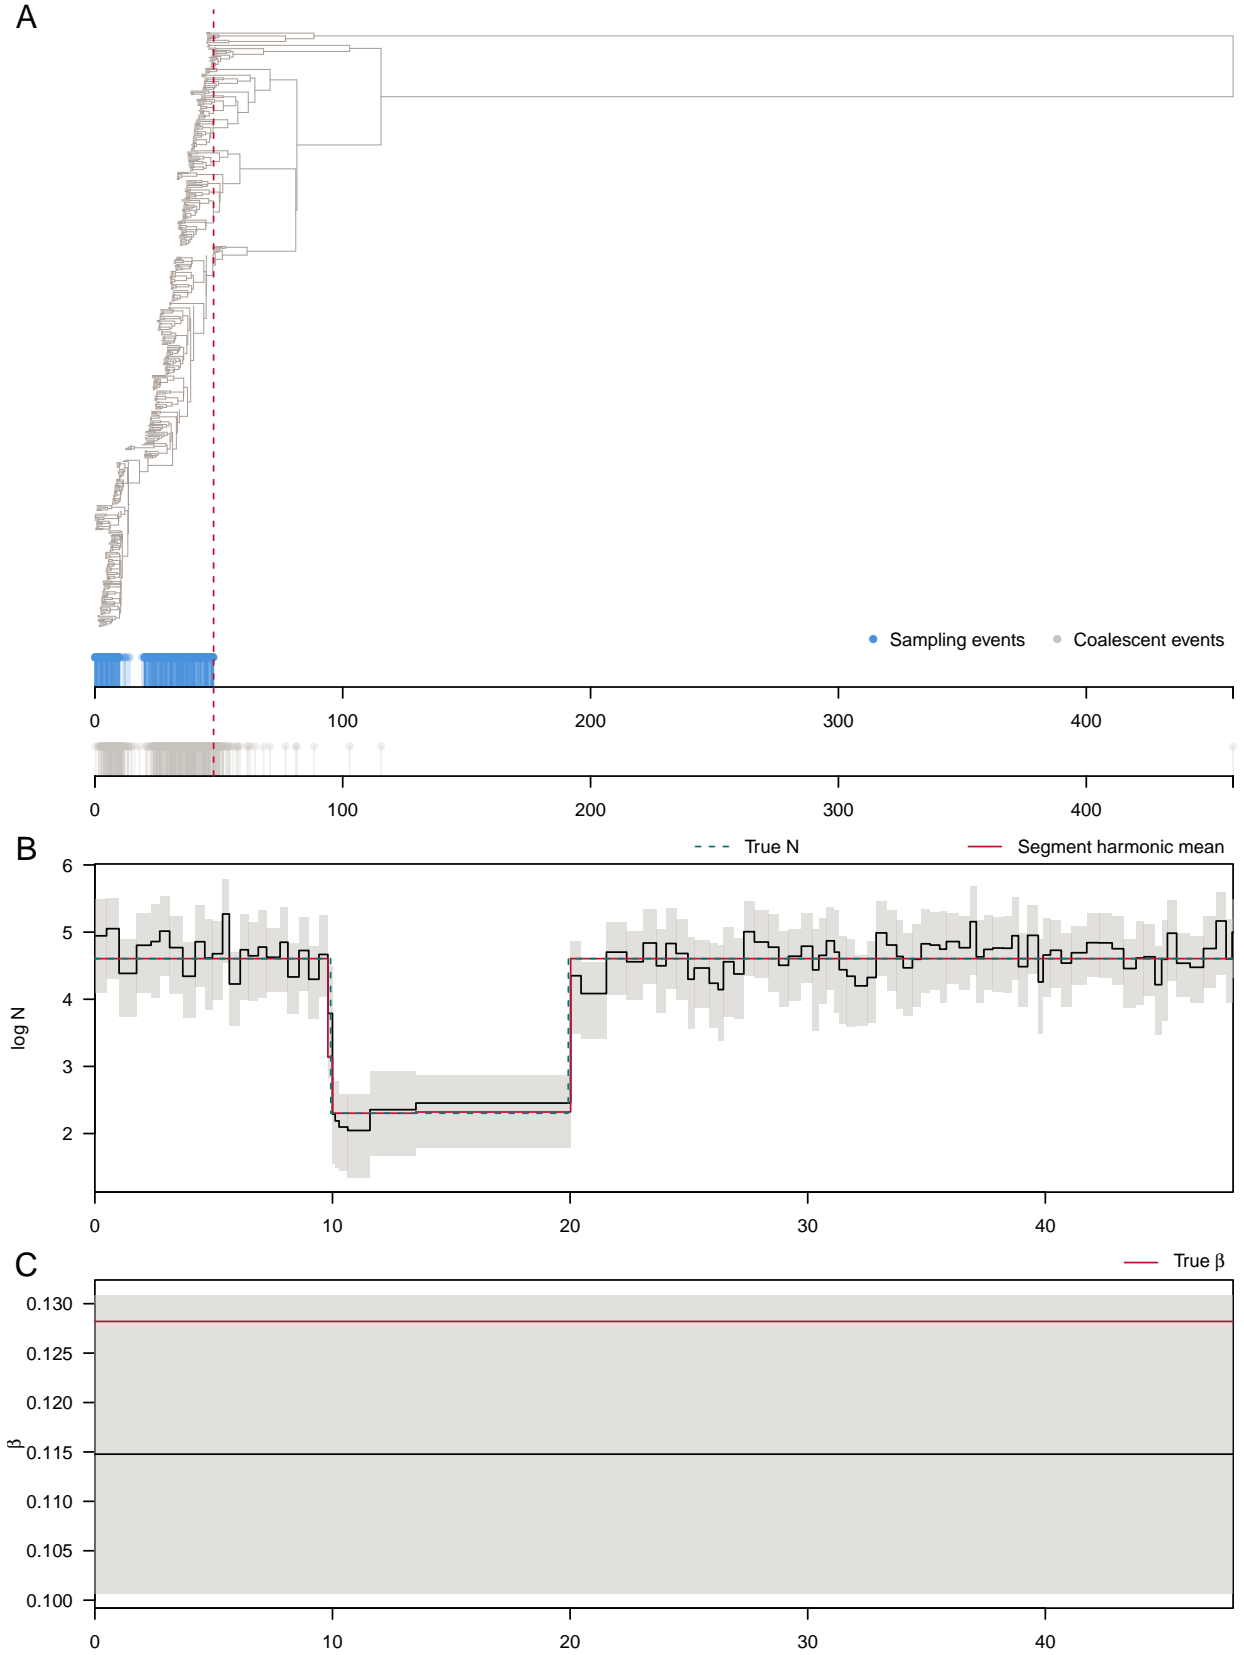 A
Sampling events Coalescent events
0 100 200 300 400
0 100 200 300 400
B
True N Segment harmonic mean
6
5
4
3
2
log N
0 10 20 30 40
C
True β
0.130
0.125
0.120
0.115
0.110
0.105
0.100
β
0 10 20 30 40